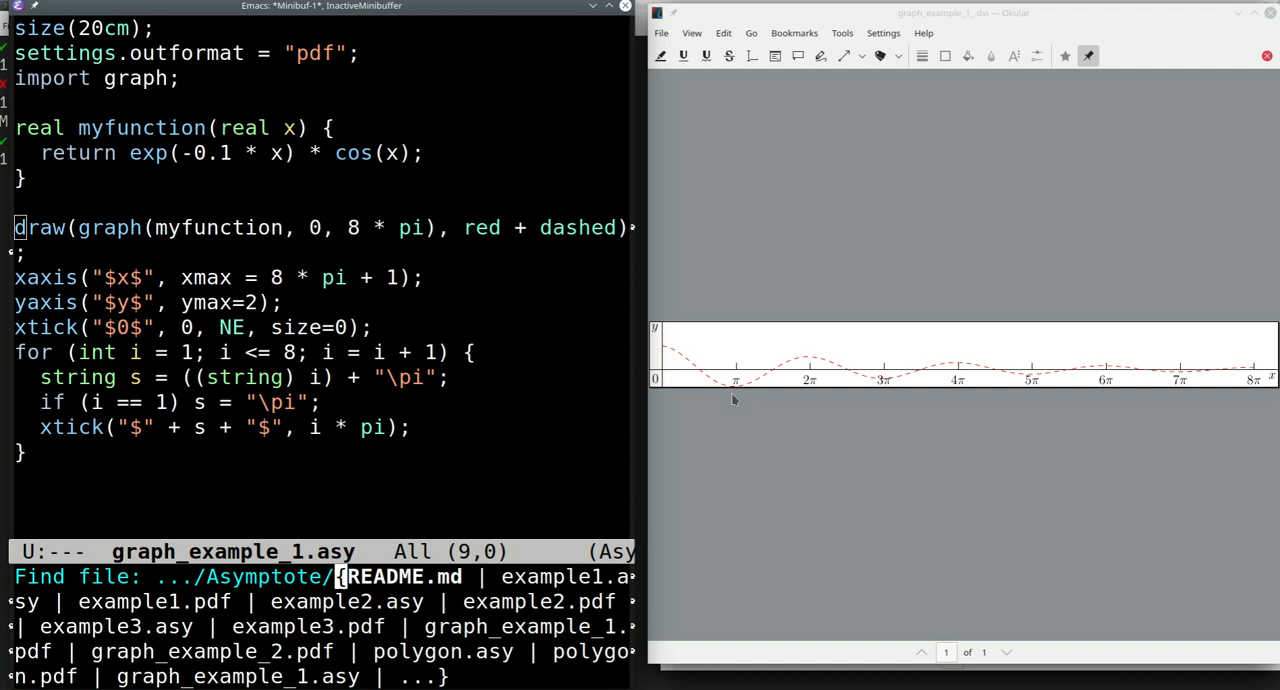 Emacs: *Minibuf-1*, InactiveMinibuffer
size(20cm);
settings.outformat = "pdf";
import graph;
real myfunction(real x) {
return exp(-0.1 * x) * cos(x);
}
draw(graph(myfunction, 0, 8 * pi), red + dashed)
;
xaxis("$x$", xmax = 8 * pi + 1);
yaxis("$y$", ymax=2);
xtick("$0$", 0, NE, size=0);
for (int i = 1; i <= 8; i = i + 1) {
string s = ((string) i) + "\pi";
if (i == 1) s = "\pi";
xtick("$" + s + "$", i * pi);
}
U:--- graph_example_1.asy All (9,0) (Asy
Find file: .../Asymptote/{README.md | example1.a
sy | example1.pdf | example2.asy | example2.pdf
| example3.asy | example3.pdf | graph_example_1.
pdf | graph_example_2.pdf | polygon.asy | polygo
n.pdf | graph_example_1.asy | ...}
graph_example_1_.dvi — Okular
File View Edit Go Bookmarks Tools Settings Help
y
0 π 2π 3π 4π 5π 6π 7π 8π x
1 of 1